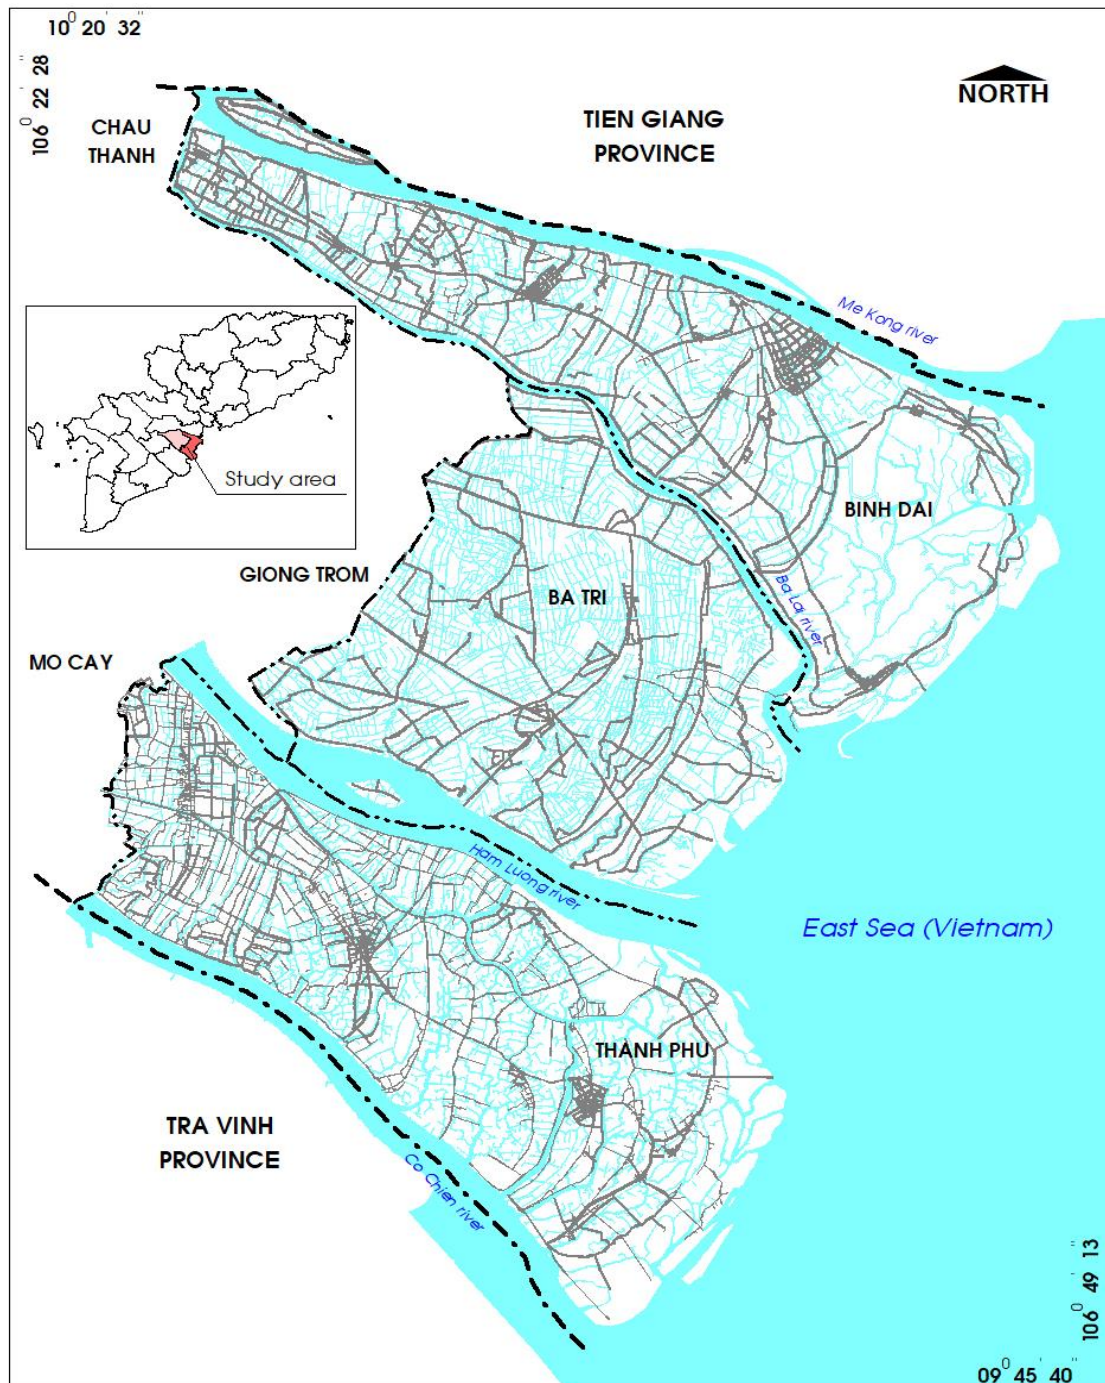 10° 20' 32"
106° 22' 28"
NORTH
TIEN GIANG
PROVINCE
CHAU
THANH
Me Kong river
Study area
BINH DAI
GIONG TROM
BA TRI
Ba Lai river
MO CAY
Ham Luong river
East Sea (Vietnam)
THANH PHU
TRA VINH
PROVINCE
Co Chien river
106° 49' 13"
09° 45' 40"